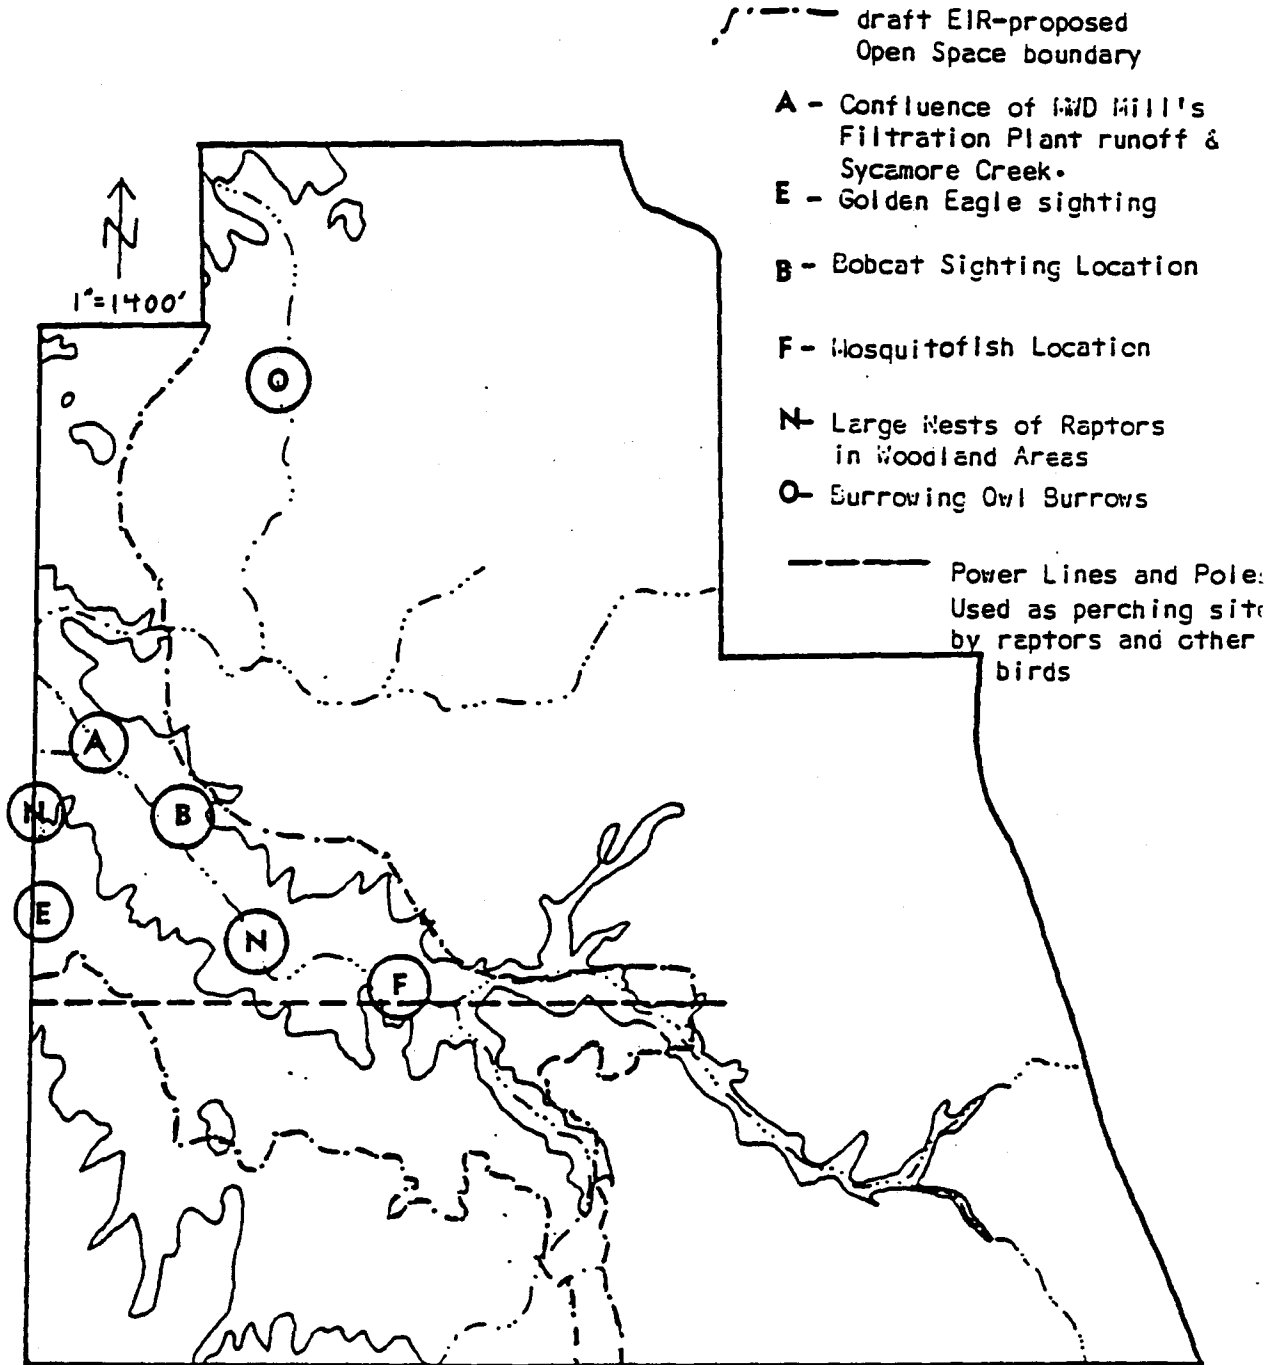 draft EIR-proposed
Open Space boundary
A - Confluence of MWD Mill's
Filtration Plant runoff &
Sycamore Creek.
E - Golden Eagle sighting
B - Bobcat Sighting Location
F - Mosquitofish Location
N - Large Nests of Raptors
in Woodland Areas
O - Burrowing Owl Burrows
Power Lines and Poles
Used as perching
by raptors and other
birds
N
1"=1400'
O
A
N
B
E
N
F